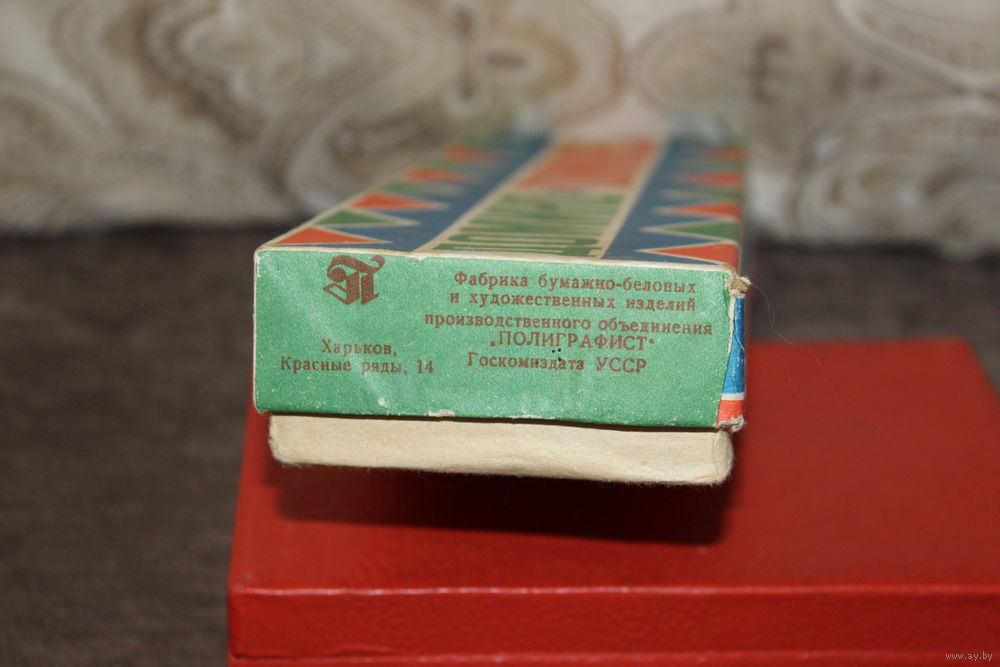 Фабрика бумажно-беловых
и художественных изделий
производственного объединения
„ПОЛИГРАФИСТ"
Госкомиздата УССР
Харьков,
Красные ряды, 14
www.ay.by